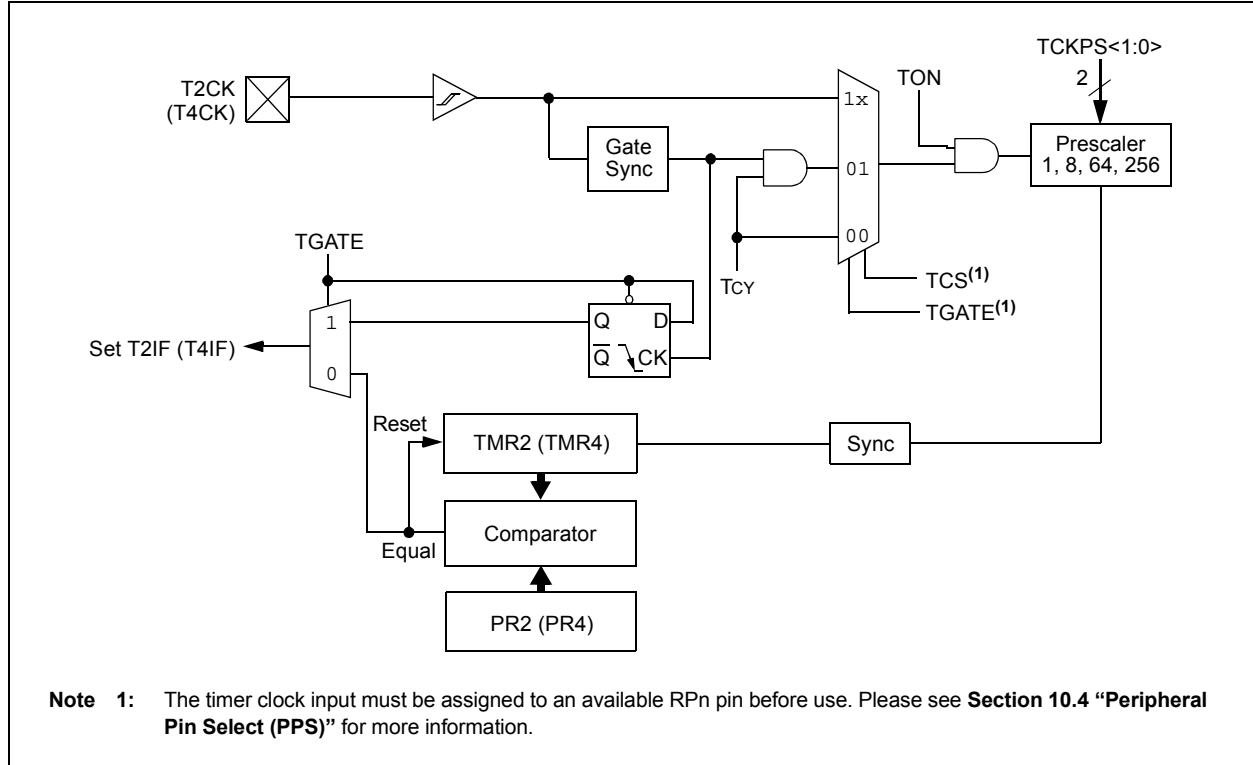 TCKPS<1:0>
T2CK
(T4CK)
TON
2
1x
Prescaler
1, 8, 64, 256
Gate
Sync
01
00
TGATE
TCY
TCS(1)
TGATE(1)
1
Q D
Set T2IF (T4IF)
Q CK
0
Reset
TMR2 (TMR4)
Sync
Equal
Comparator
PR2 (PR4)
Note 1: The timer clock input must be assigned to an available RPn pin before use. Please see Section 10.4 “Peripheral
Pin Select (PPS)” for more information.